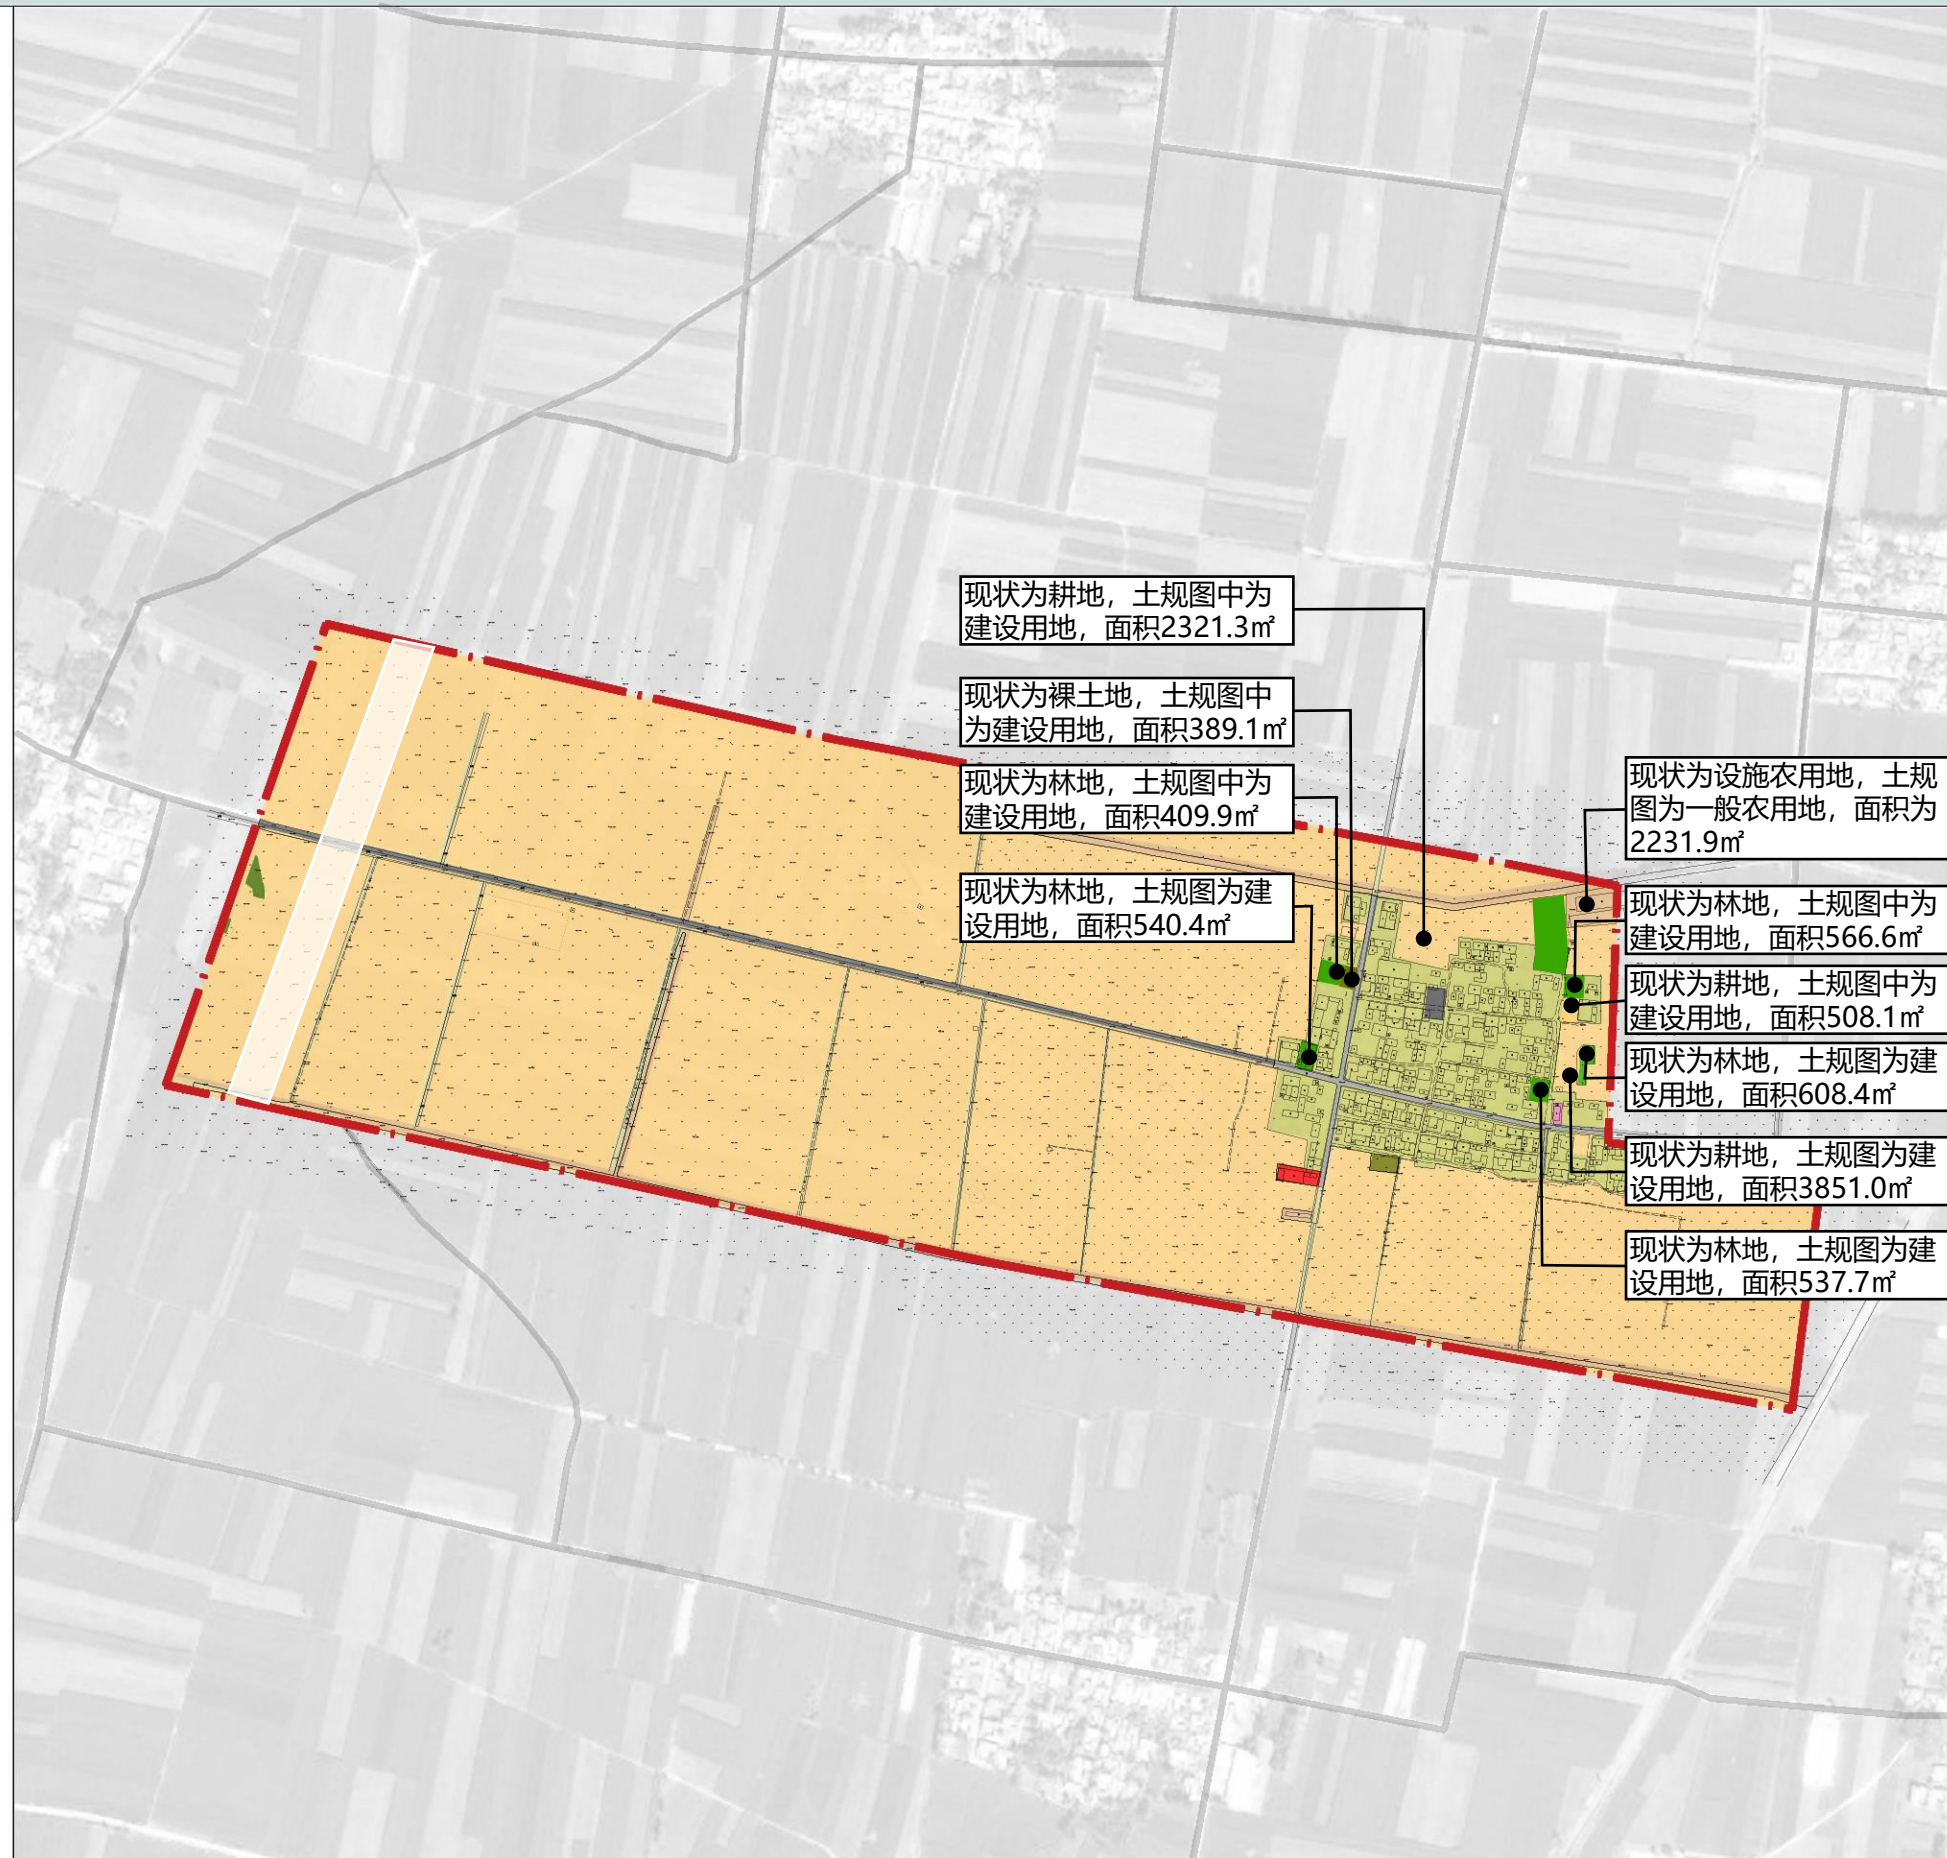 现状为耕地，土规图中为
建设用地，面积2321.3㎡
现状为裸土地，土规图中
为建设用地，面积389.1㎡
现状为林地，土规图中为
建设用地，面积409.9㎡
现状为林地，土规图为建
设用地，面积540.4㎡
现状为设施农用地，土规
图为一般农用地，面积为
2231.9㎡
现状为林地，土规图中为
建设用地，面积566.6㎡
现状为耕地，土规图中为
建设用地，面积508.1㎡
现状为林地，土规图为建
设用地，面积608.4㎡
现状为耕地，土规图为建
设用地，面积3851.0㎡
现状为林地，土规图为建
设用地，面积537.7㎡